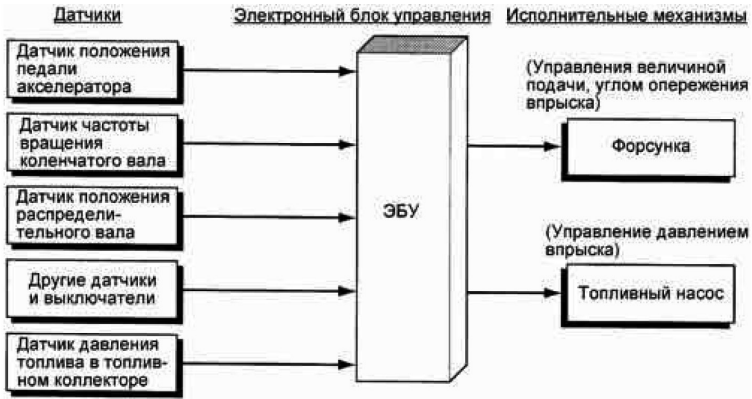 Датчики
Электронный блок управления
Исполнительные механизмы
Датчик положения
педали
акселератора
Датчик частоты
вращения
коленчатого вала
Датчик положения
распредели-
тельного вала
Другие датчики
и выключатели
Датчик давления
топлива в топлив-
ном коллекторе
ЭБУ
(Управления величиной
подачи, углом опережения
впрыска)
Форсунка
(Управление давлением
впрыска)
Топливный насос